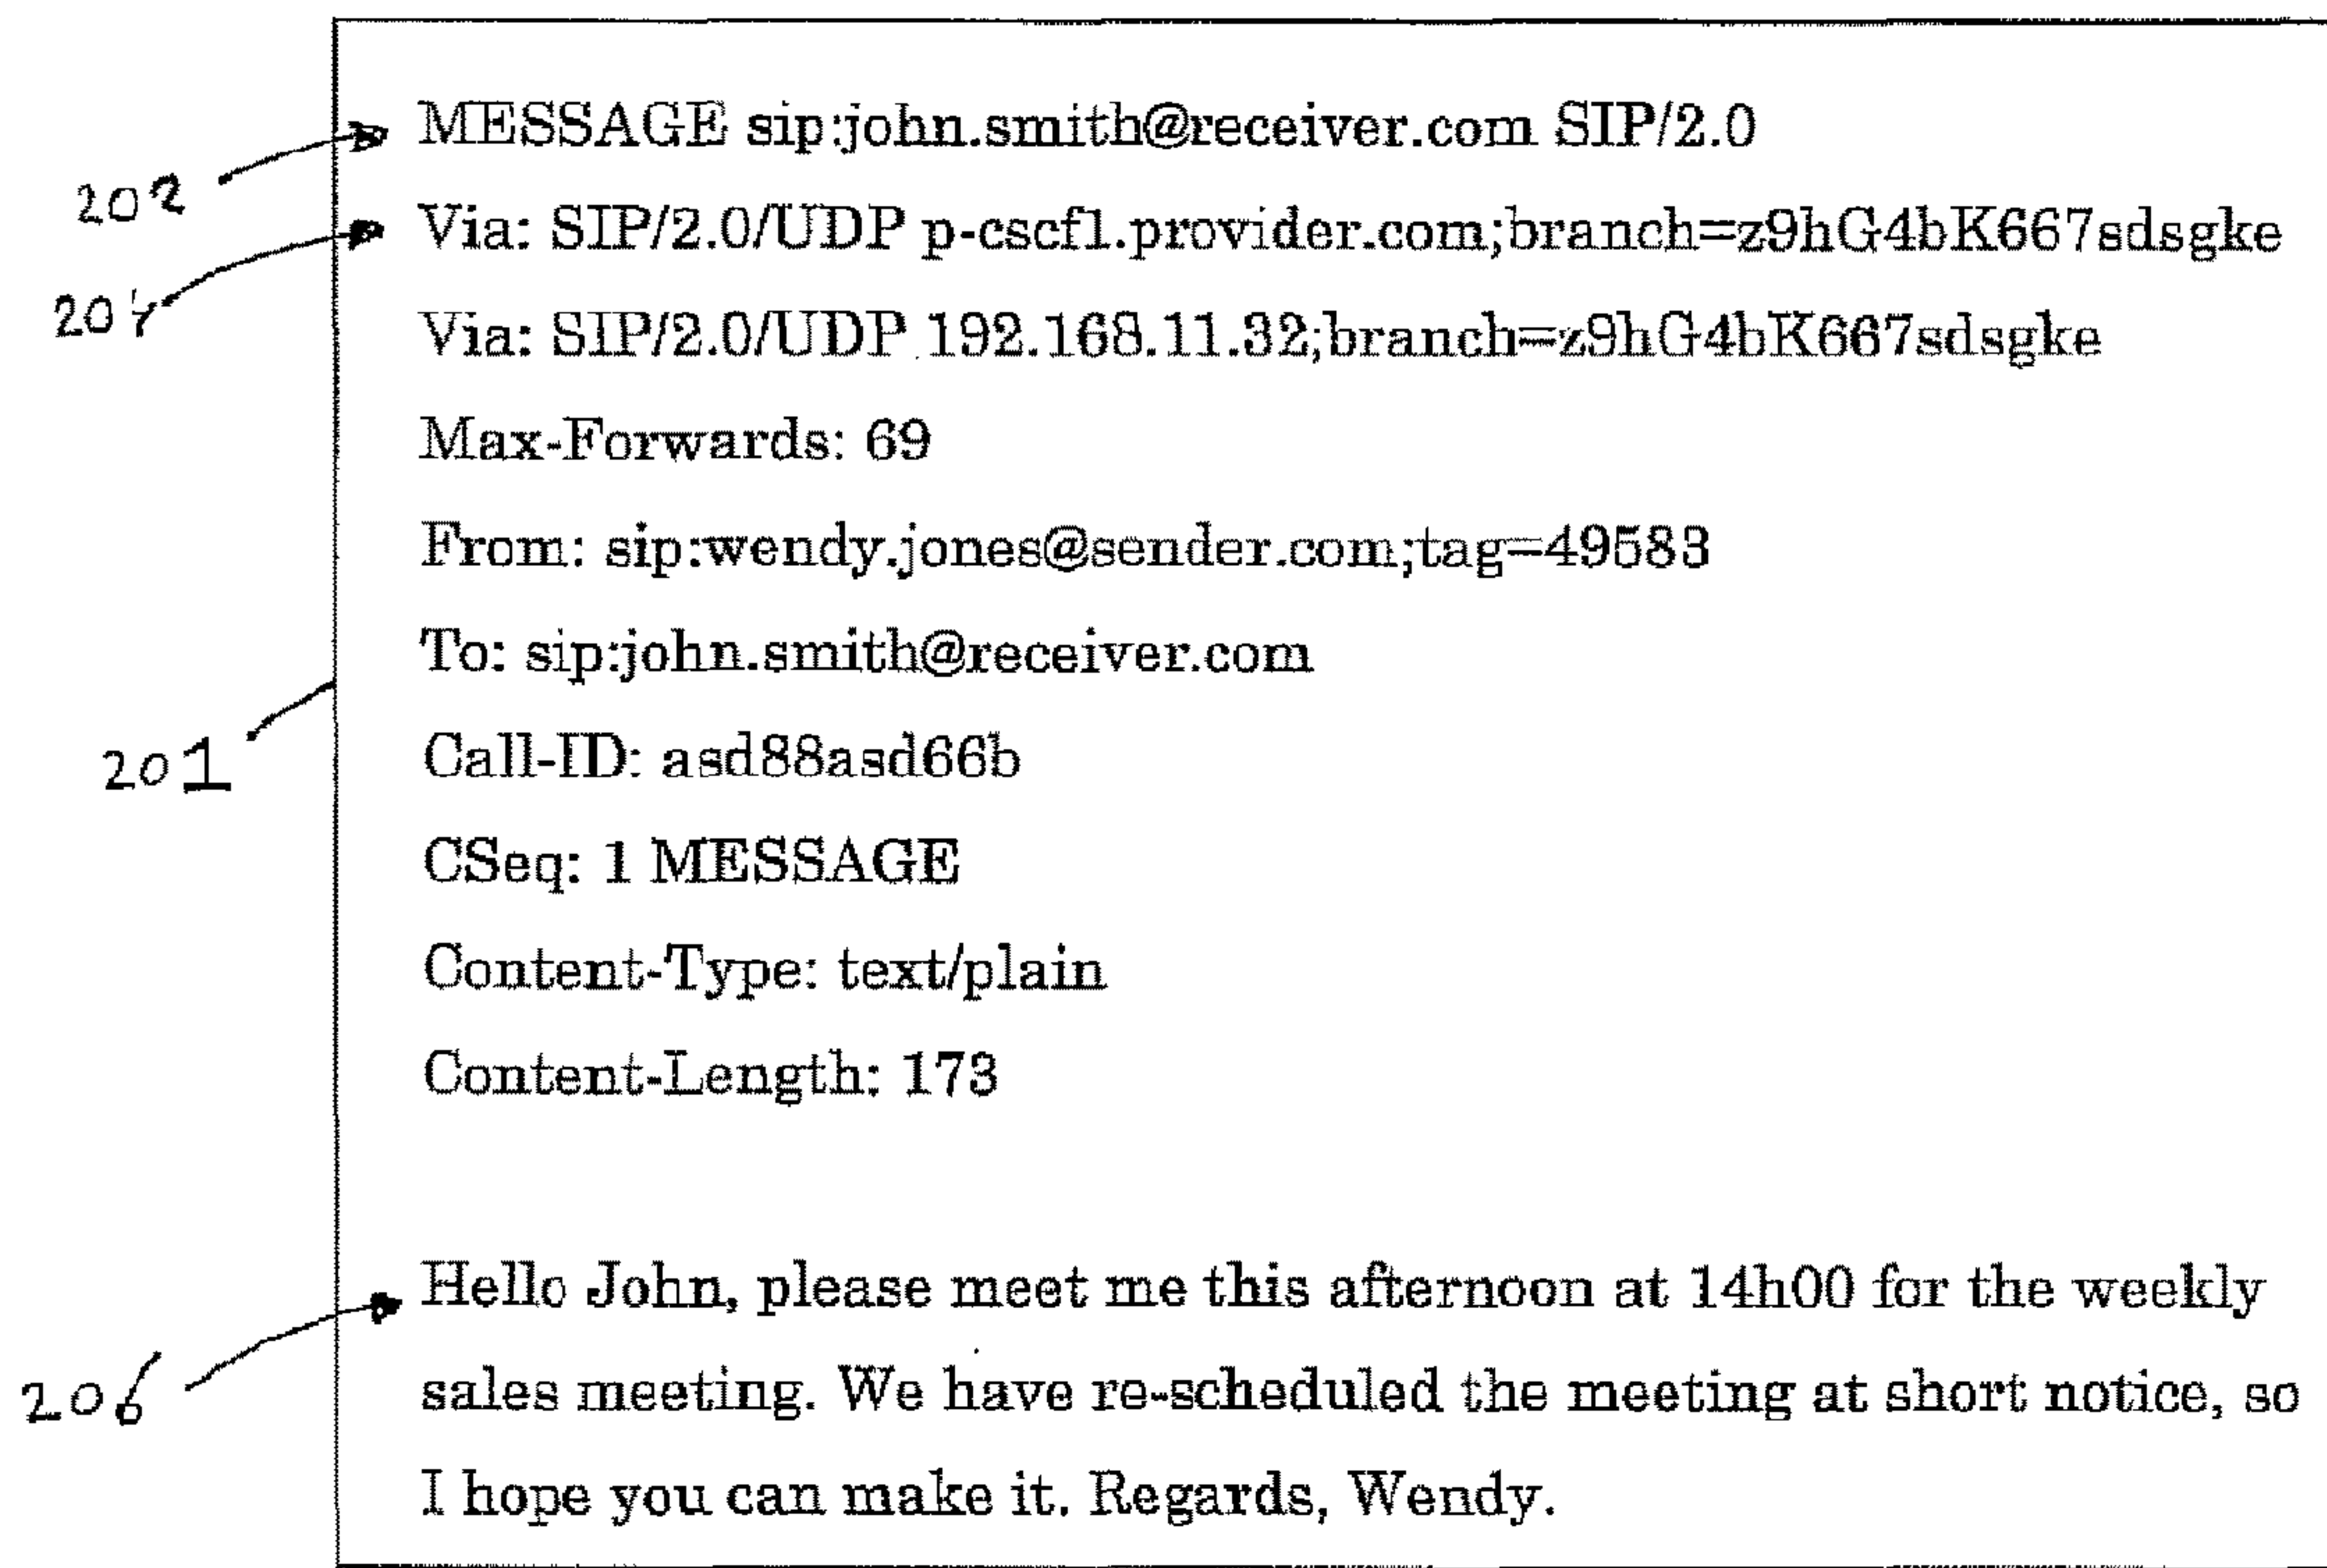 202
MESSAGE sip:john.smith@receiver.com SIP/2.0
204
Via: SIP/2.0/UDP p-cscf1.provider.com;branch=z9hG4bK667sdsgke
Via: SIP/2.0/UDP 192.168.11.32;branch=z9hG4bK667sdsgke
Max-Forwards: 69
From: sip:wendy.jones@sender.com;tag=49583
To: sip:john.smith@receiver.com
201
Call-ID: asd88asd66b
CSeq: 1 MESSAGE
Content-Type: text/plain
Content-Length: 173
206
Hello John, please meet me this afternoon at 14h00 for the weekly
sales meeting. We have re-scheduled the meeting at short notice, so
I hope you can make it. Regards, Wendy.